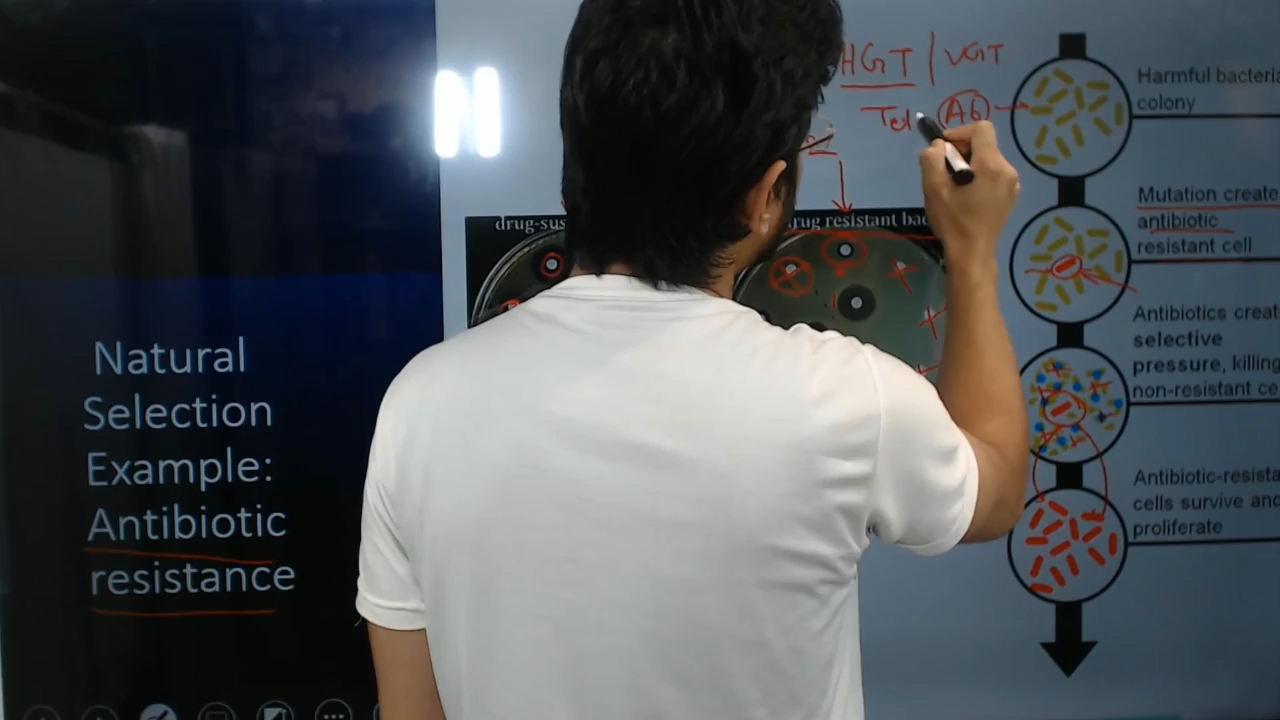 Natural
Selection
Example:
Antibiotic
resistance
HGT / VGT
Tet Ab
drug-sus
drug resistant bac
Harmful bacteria
colony
Mutation create
antibiotic
resistant cell
Antibiotics creat
selective
pressure, killing
non-resistant ce
Antibiotic-resista
cells survive and
proliferate